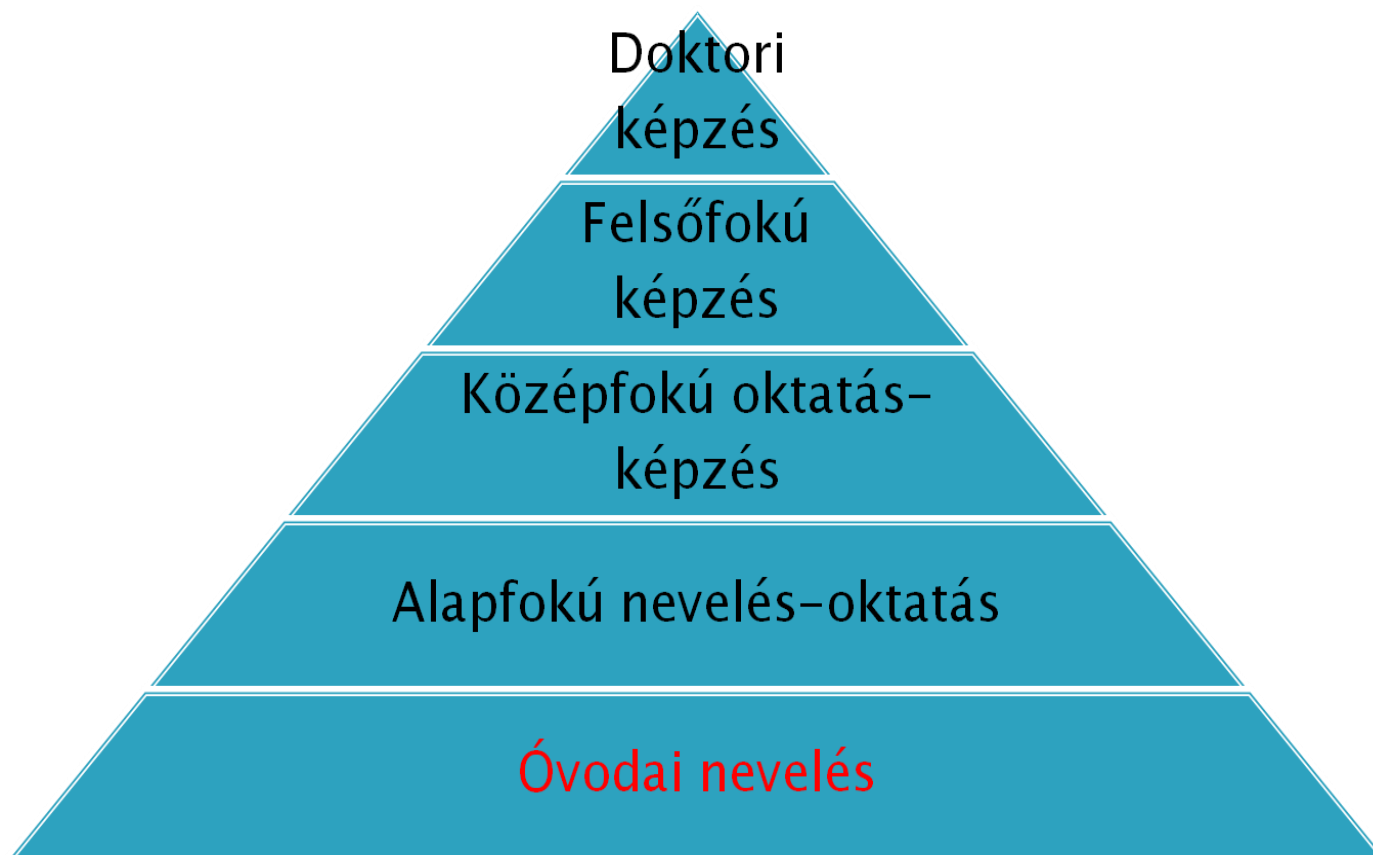 Doktori
képzés
Felsőfokú
képzés
Középfokú oktatás-
képzés
Alapfokú nevelés-oktatás
Óvodai nevelés